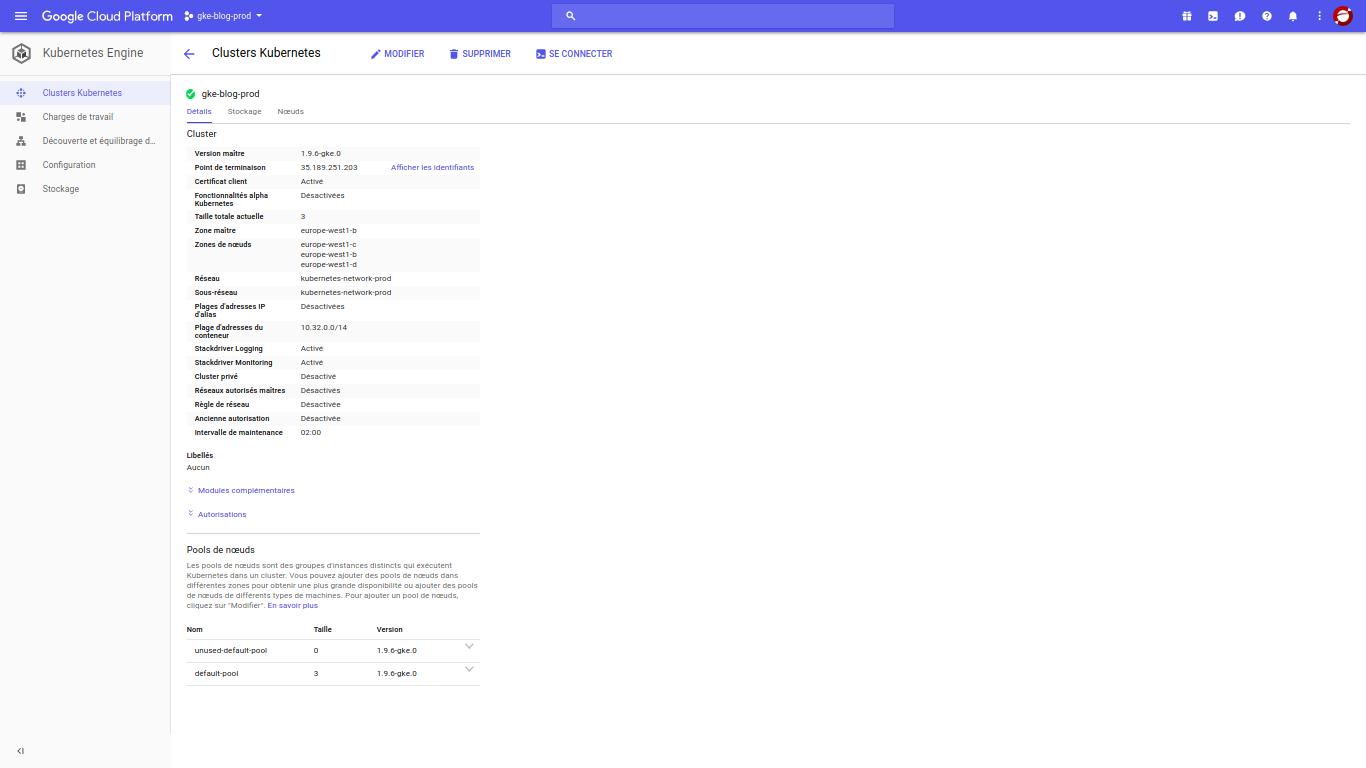 Google Cloud Platform
gke-blog-prod
Kubernetes Engine
Clusters Kubernetes
MODIFIER
SUPPRIMER
SE CONNECTER
Clusters Kubernetes
Charges de travail
Découverte et équilibrage d...
Configuration
Stockage
gke-blog-prod
Détails Stockage Nœuds
Cluster
Version maître 1.9.6-gke.0
Point de terminaison 35.189.251.203 Afficher les identifiants
Certificat client Activé
Fonctionnalités alpha
Kubernetes Désactivées
Taille totale actuelle 3
Zone maître europe-west1-b
Zones de nœuds europe-west1-c
europe-west1-b
europe-west1-d
Réseau kubernetes-network-prod
Sous-réseau kubernetes-network-prod
Plages d'adresses IP
d'alias Désactivées
Plage d'adresses du
conteneur 10.32.0.0/14
Stackdriver Logging Activé
Stackdriver Monitoring Activé
Cluster privé Désactivé
Réseaux autorisés maîtres Désactivés
Règle de réseau Désactivée
Ancienne autorisation Désactivée
Intervalle de maintenance 02:00
Libellés
Aucun
Modules complémentaires
Autorisations
Pools de nœuds
Les pools de nœuds sont des groupes d'instances distincts qui exécutent
Kubernetes dans un cluster. Vous pouvez ajouter des pools de nœuds dans
différentes zones pour obtenir une plus grande disponibilité ou ajouter des pools
de nœuds de différents types de machines. Pour ajouter un pool de nœuds,
cliquez sur "Modifier". En savoir plus
Nom Taille Version
unused-default-pool 0 1.9.6-gke.0
default-pool 3 1.9.6-gke.0